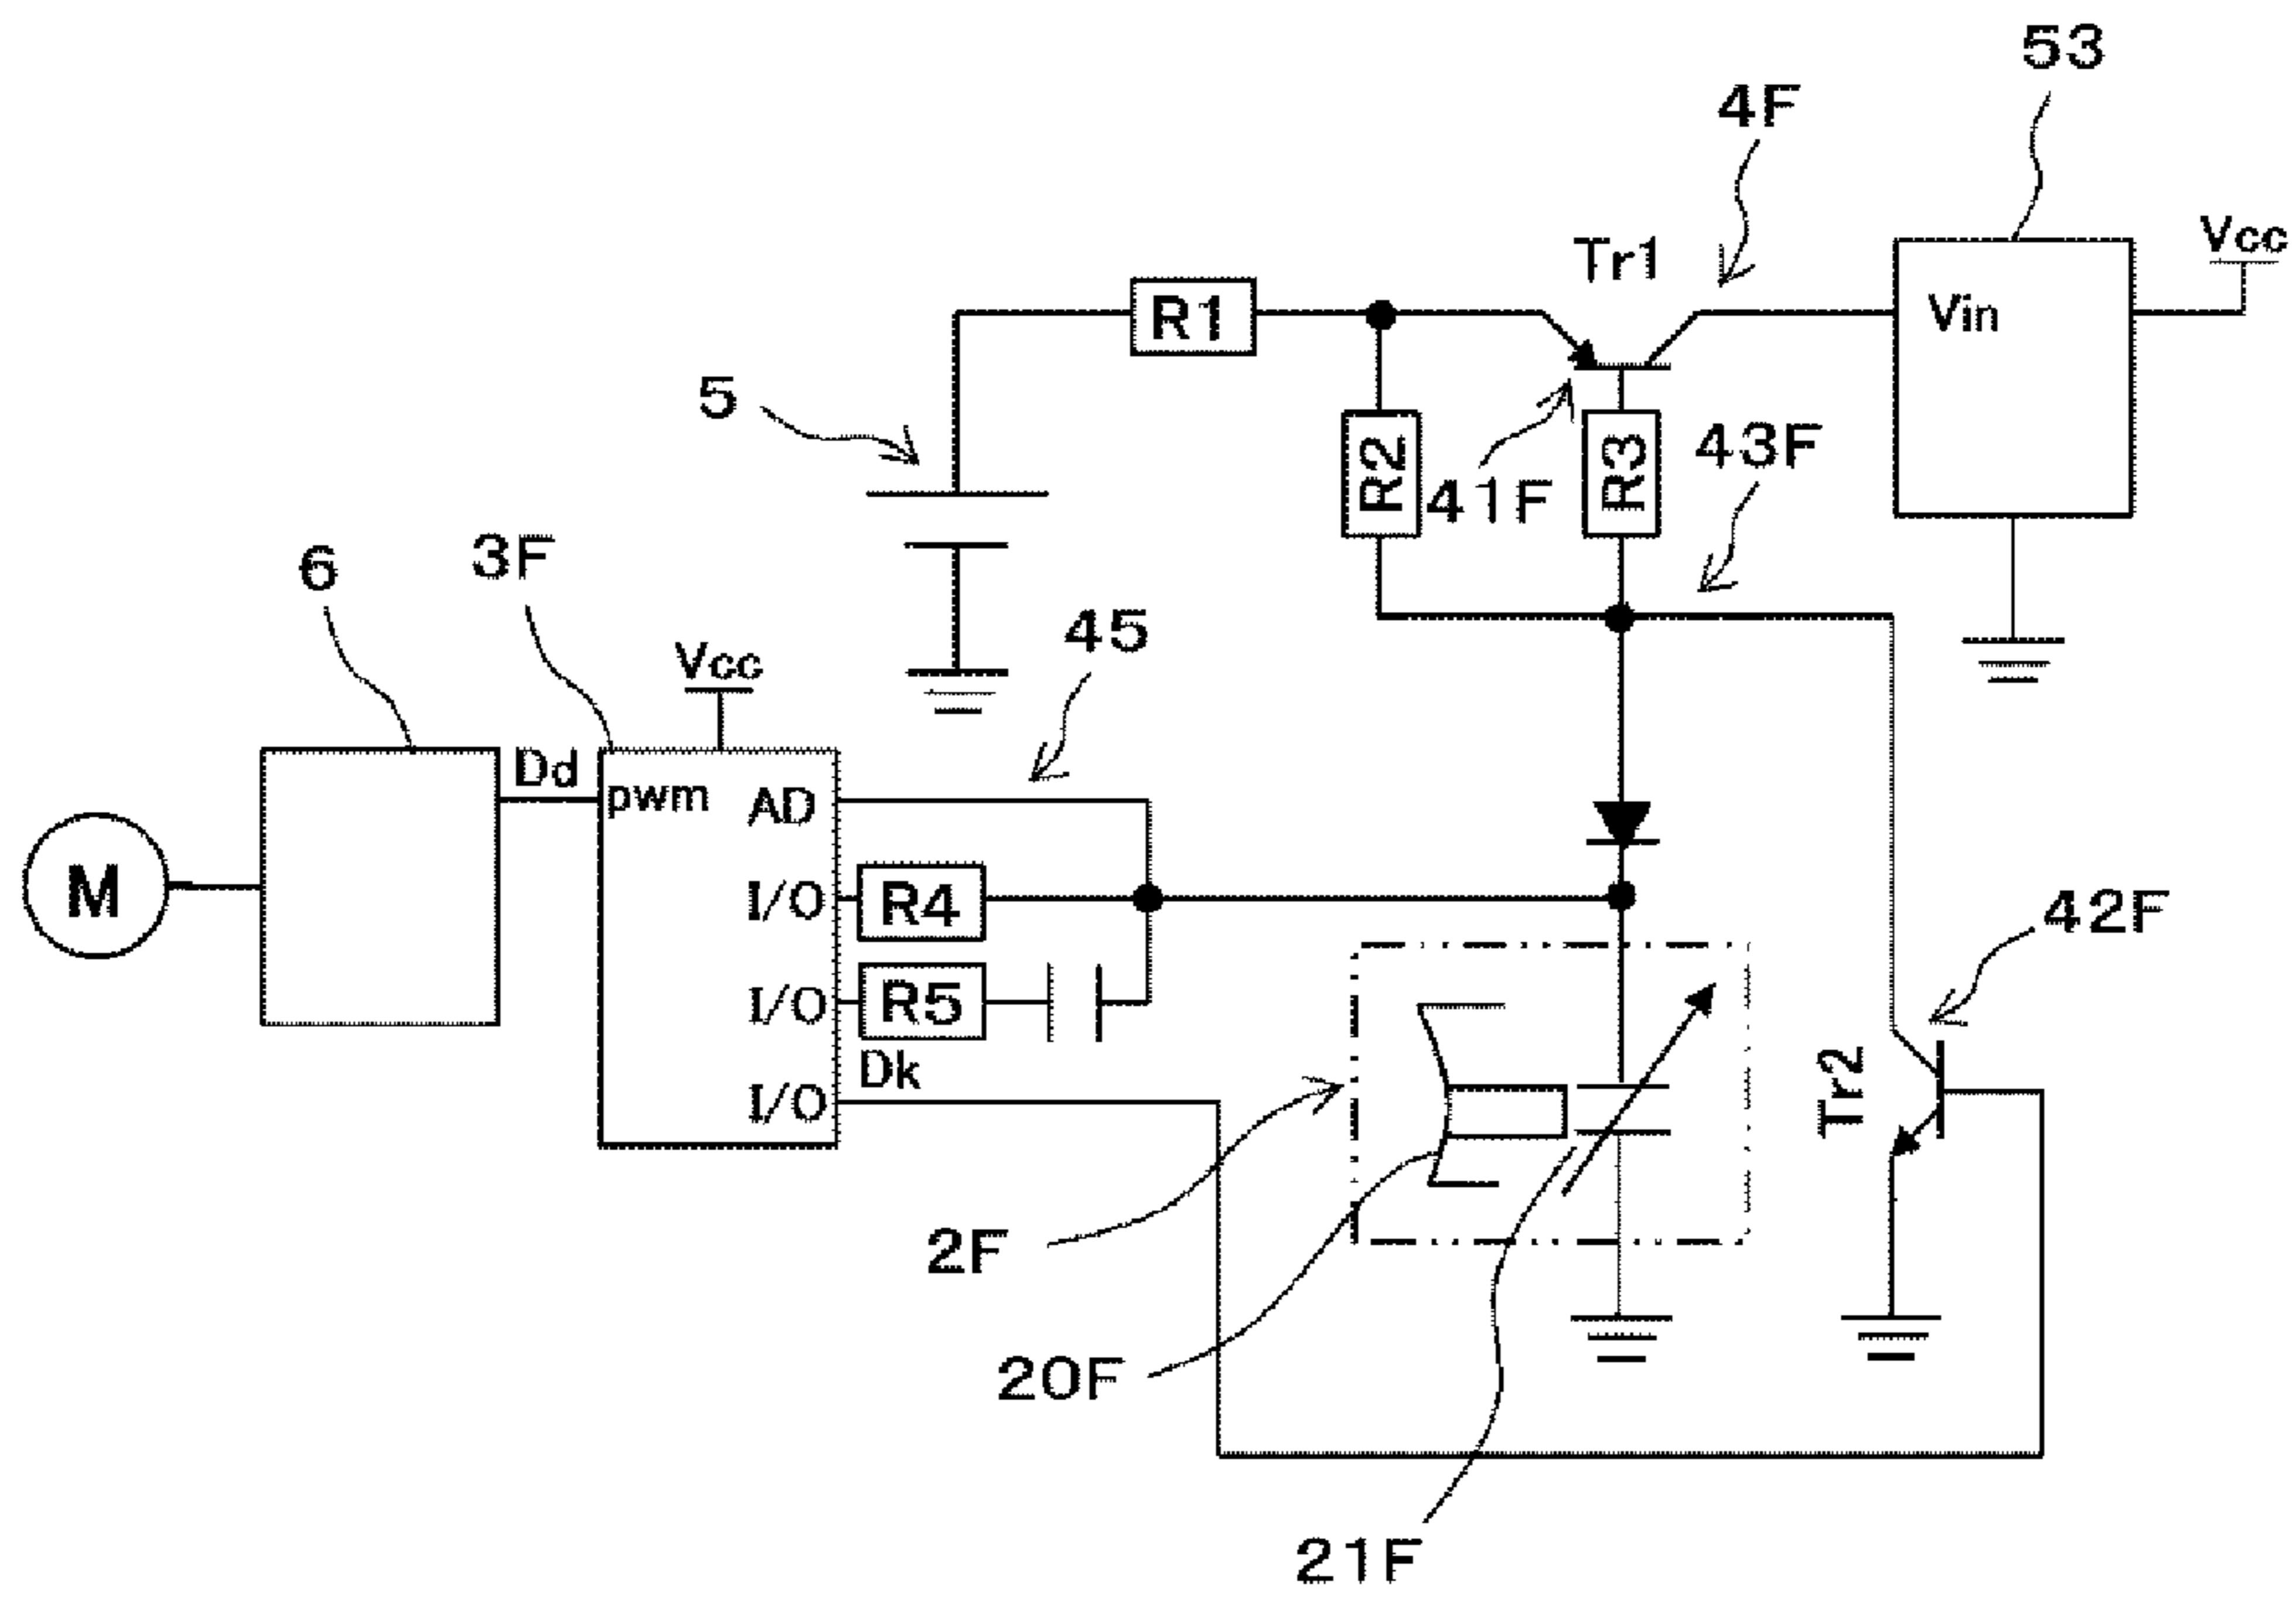 53
4F
Vcc
Tr1
R1
Vin
5
R2
41F
R3
43F
6
3F
45
Vcc
Dd
pwm
AD
M
I/O
R4
42F
I/O
R5
Dk
Tr2
I/O
2F
20F
21F